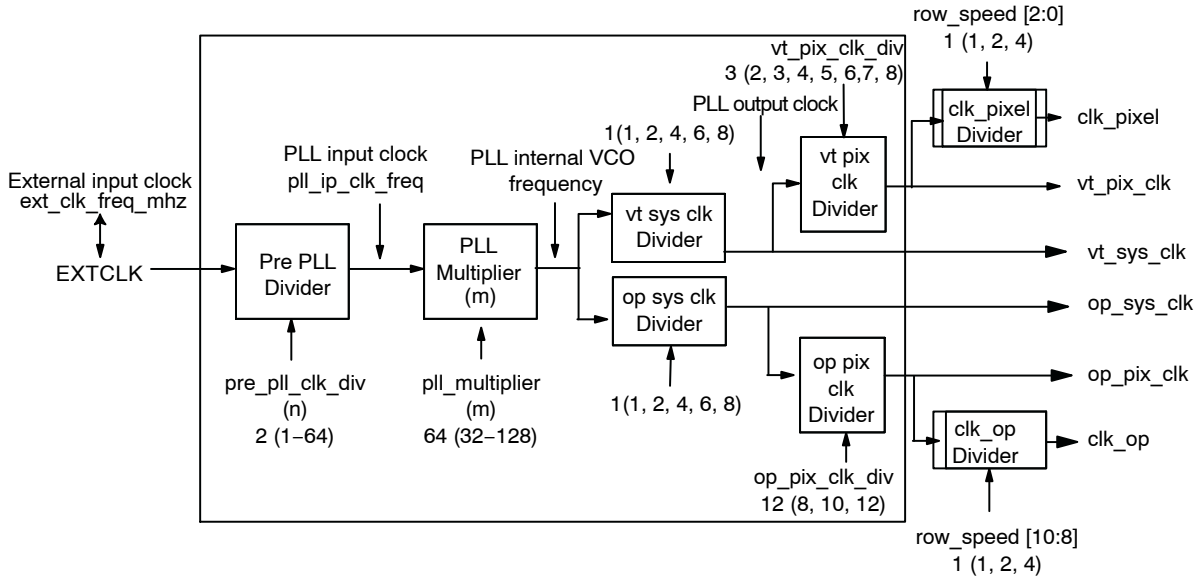 row_speed [2:0]
1 (1, 2, 4)
vt_pix_clk_div
3 (2, 3, 4, 5, 6,7, 8)
PLL output clock
clk_pixel
Divider
clk_pixel
1(1, 2, 4, 6, 8)
PLL input clock
pll_ip_clk_freq
PLL internal VCO
frequency
vt pix
clk
Divider
vt_pix_clk
External input clock
ext_clk_freq_mhz
vt sys clk
Divider
vt_sys_clk
EXTCLK
Pre PLL
Divider
PLL
Multiplier
(m)
op sys clk
Divider
op_sys_clk
op pix
clk
Divider
op_pix_clk
pre_pll_clk_div
(n)
2 (1−64)
pll_multiplier
(m)
64 (32−128)
1(1, 2, 4, 6, 8)
clk_op
Divider
clk_op
op_pix_clk_div
12 (8, 10, 12)
row_speed [10:8]
1 (1, 2, 4)